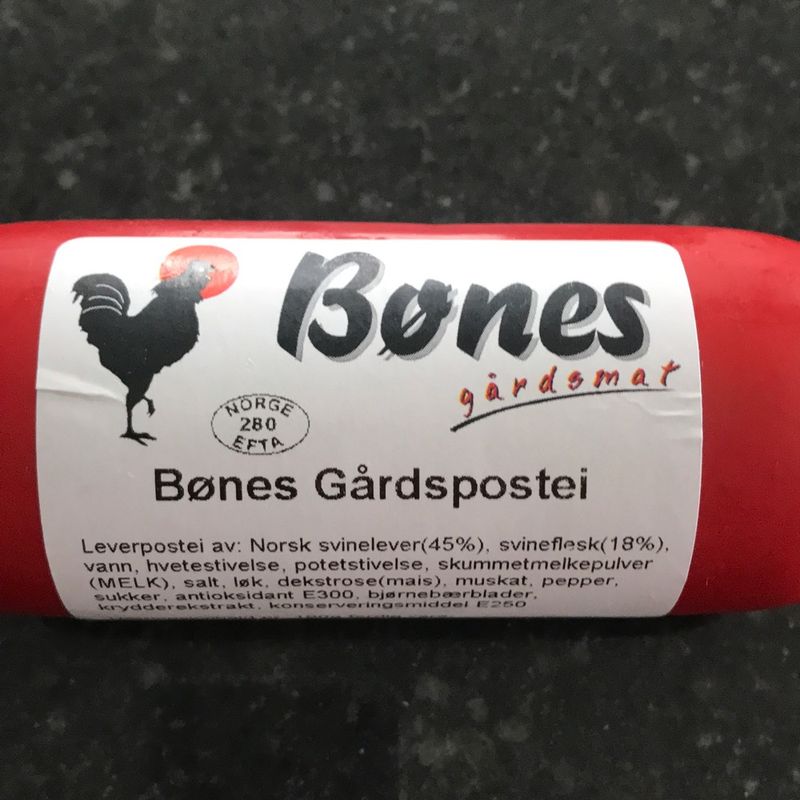 Bønes
gårdsmat
NORGE
280
EFTA
Bønes Gårdspostei
Leverpostei av: Norsk svinelever(45%), svineflesk(18%),
vann, hvetestivelse, potetstivelse, skummetmelkepulver
(MELK), salt, løk, dekstrose(mais), muskat, pepper,
sukker, antioksidant E300, bjørnebærblader,
krydderekstrakt, konserveringsmiddel E250